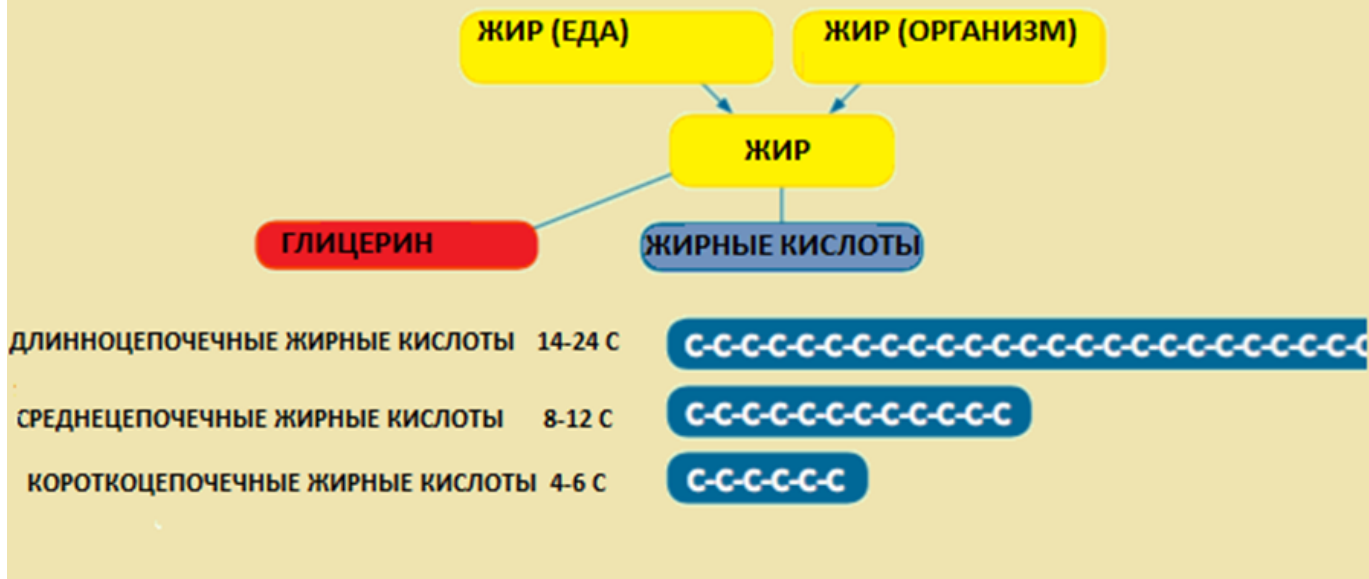 ЖИР (ЕДА) ЖИР (ОРГАНИЗМ)
ЖИР
ГЛИЦЕРИН ЖИРНЫЕ КИСЛОТЫ
ДЛИННОЦЕПОЧЕЧНЫЕ ЖИРНЫЕ КИСЛОТЫ 14-24 С C-C-C-C-C-C-C-C-C-C-C-C-C-C-C-C-C-C-C-C-C-C-C-C-C
СРЕДНЕЦЕПОЧЕЧНЫЕ ЖИРНЫЕ КИСЛОТЫ 8-12 С C-C-C-C-C-C-C-C-C-C-C-C
КОРОТКОЦЕПОЧЕЧНЫЕ ЖИРНЫЕ КИСЛОТЫ 4-6 С C-C-C-C-C-C